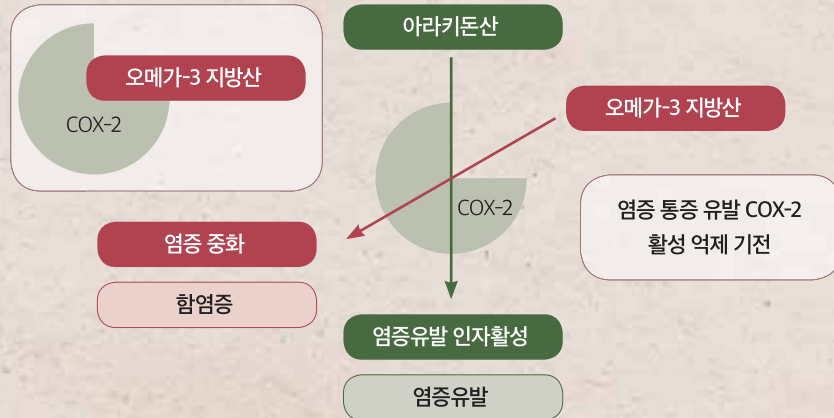 오메가-3 지방산
COX-2
아라키돈산
오메가-3 지방산
COX-2
염증 통증 유발 COX-2
활성 억제 기전
염증 중화
함염증
염증유발 인자활성
염증유발